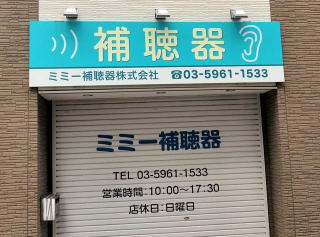 補聴器
ミミー補聴器株式会社 ☎03-5961-1533
ミミー補聴器
TEL 03-5961-1533
営業時間:10:00~17:30
店休日:日曜日